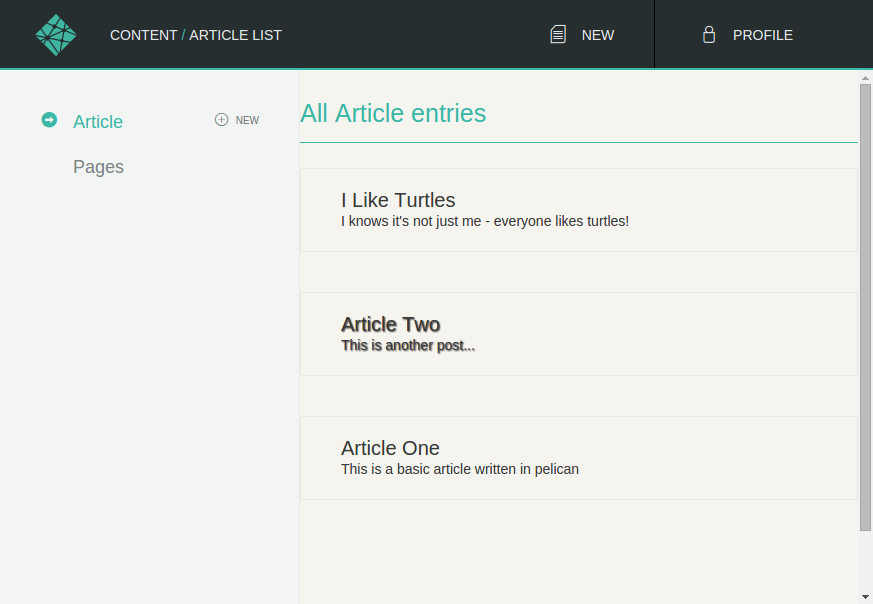 CONTENT / ARTICLE LIST
NEW
PROFILE
Article
NEW
Pages
All Article entries
I Like Turtles
I knows it's not just me - everyone likes turtles!
Article Two
This is another post...
Article One
This is a basic article written in pelican